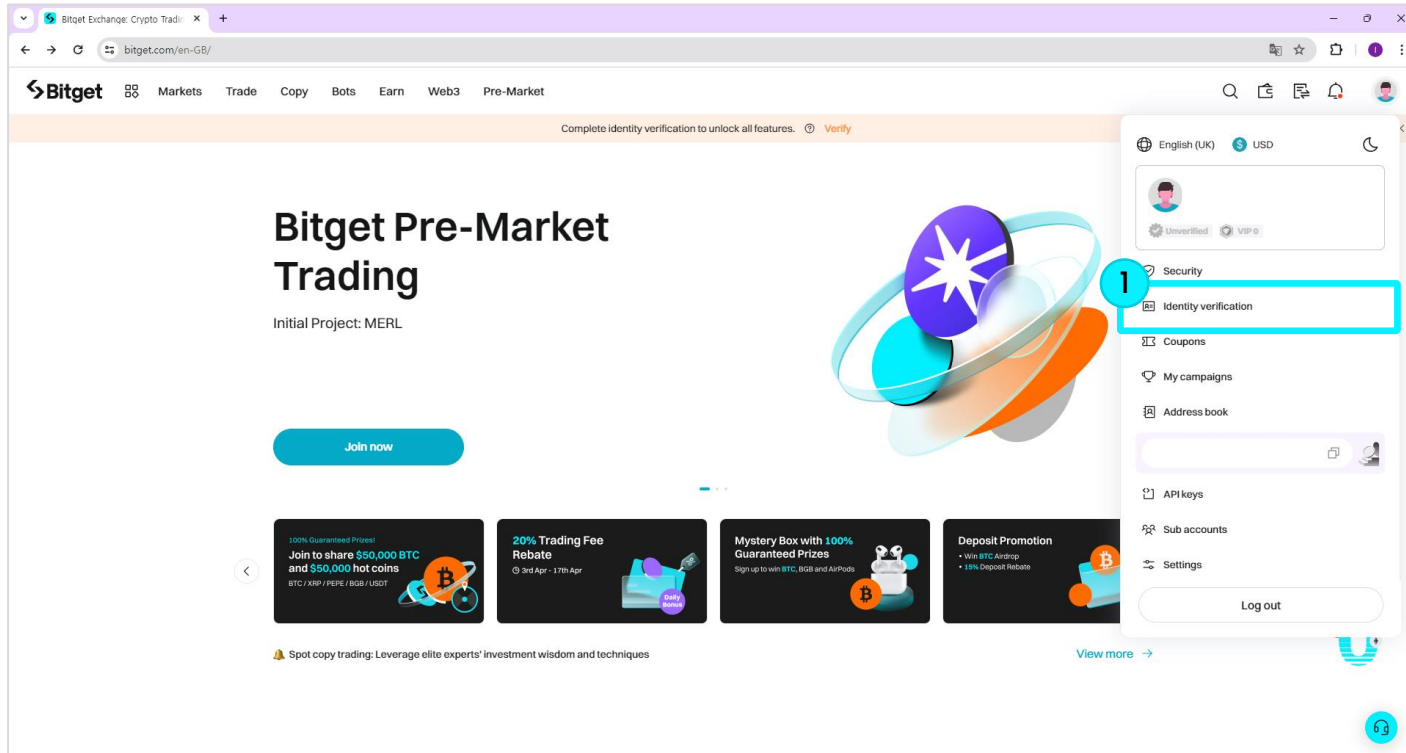 Bitget Exchange: Crypto Tradin
bitget.com/en-GB/
Bitget
Markets
Trade
Copy
Bots
Earn
Web3
Pre-Market
Complete identity verification to unlock all features.
Verify
English (UK)
USD
Unverified
VIP 0
Security
1
Identity verification
Coupons
My campaigns
Address book
API keys
Sub accounts
Settings
Log out
Bitget Pre-Market
Trading
Initial Project: MERL
Join now
100% Guaranteed Prizes!
Join to share $50,000 BTC
and $50,000 hot coins
BTC / XRP / PEPE / BGB / USDT
20% Trading Fee
Rebate
3rd Apr - 17th Apr
Daily
Bonus
Mystery Box with 100%
Guaranteed Prizes
Sign up to win BTC, BGB and AirPods
Deposit Promotion
• Win BTC Airdrop
• 15% Deposit Rebate
Spot copy trading: Leverage elite experts' investment wisdom and techniques
View more